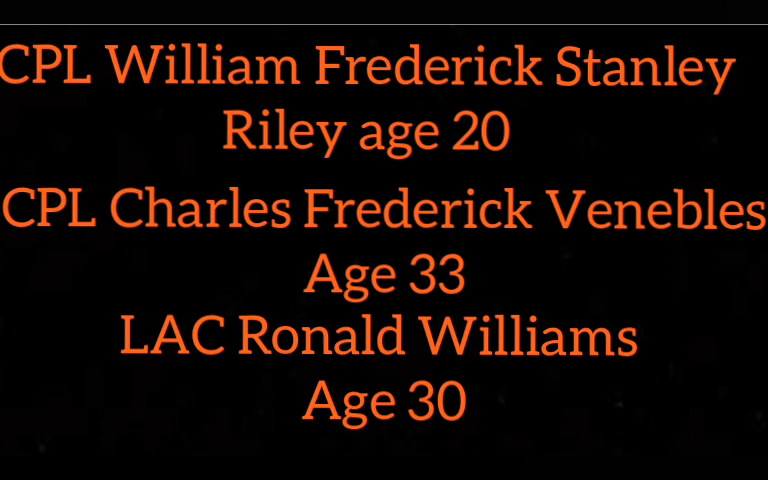 CPL William Frederick Stanley
Riley age 20
CPL Charles Frederick Venebles
Age 33
LAC Ronald Williams
Age 30